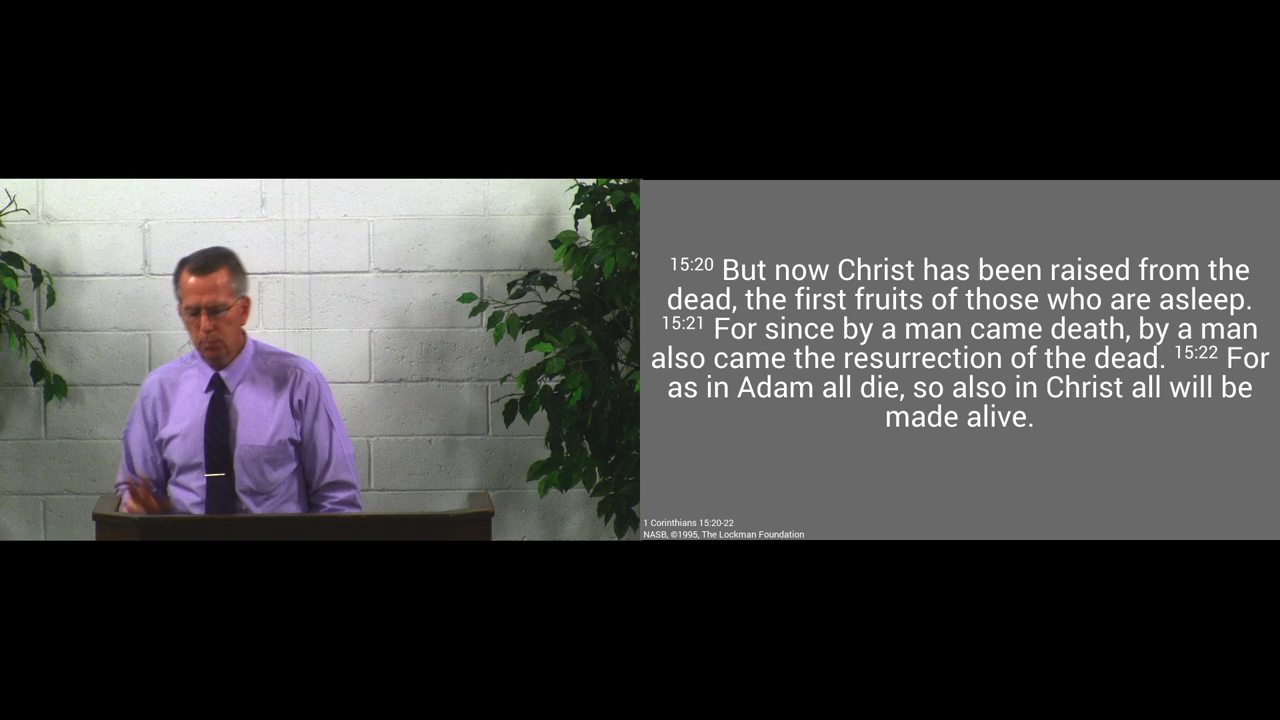 15:20 But now Christ has been raised from the
dead, the first fruits of those who are asleep.
15:21 For since by a man came death, by a man
also came the resurrection of the dead. 15:22 For
as in Adam all die, so also in Christ all will be
made alive.
1 Corinthians 15:20-22
NASB, ©1995, The Lockman Foundation